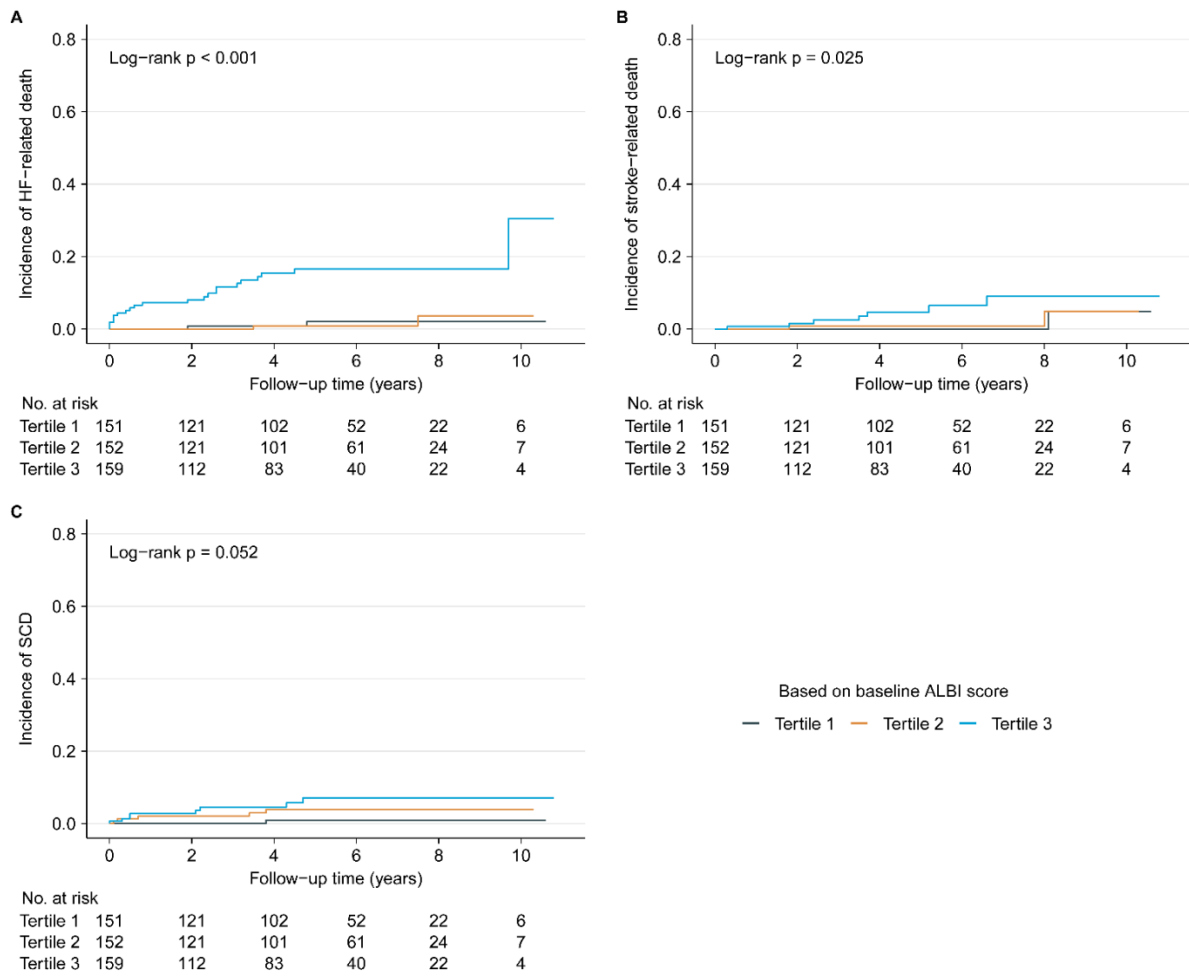 A
Log−rank p < 0.001
Incidence of HF−related death
0.8
0.6
0.4
0.2
0.0
0 2 4 6 8 10
Follow−up time (years)
No. at risk
Tertile 1 151 121 102 52 22 6
Tertile 2 152 121 101 61 24 7
Tertile 3 159 112 83 40 22 4
B
Log−rank p = 0.025
Incidence of stroke−related death
0.8
0.6
0.4
0.2
0.0
0 2 4 6 8 10
Follow−up time (years)
No. at risk
Tertile 1 151 121 102 52 22 6
Tertile 2 152 121 101 61 24 7
Tertile 3 159 112 83 40 22 4
C
Log−rank p = 0.052
Incidence of SCD
0.8
0.6
0.4
0.2
0.0
0 2 4 6 8 10
Follow−up time (years)
No. at risk
Tertile 1 151 121 102 52 22 6
Tertile 2 152 121 101 61 24 7
Tertile 3 159 112 83 40 22 4
Based on baseline ALBI score
Tertile 1 Tertile 2 Tertile 3